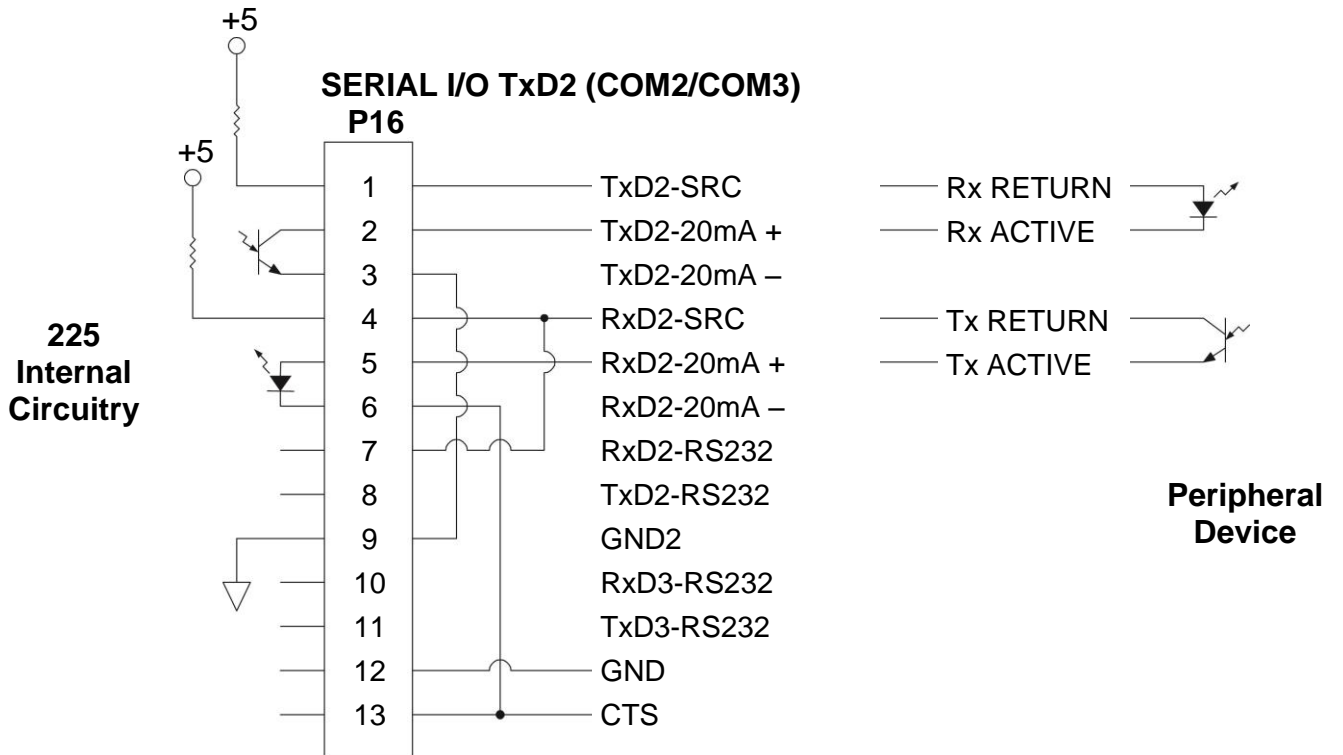 +5
SERIAL I/O TxD2 (COM2/COM3)
P16
+5
1 TxD2-SRC Rx RETURN
2 TxD2-20mA + Rx ACTIVE
3 TxD2-20mA –
4 RxD2-SRC Tx RETURN
5 RxD2-20mA + Tx ACTIVE
6 RxD2-20mA –
7 RxD2-RS232
8 TxD2-RS232
9 GND2
10 RxD3-RS232
11 TxD3-RS232
12 GND
13 CTS
225
Internal
Circuitry
Peripheral
Device